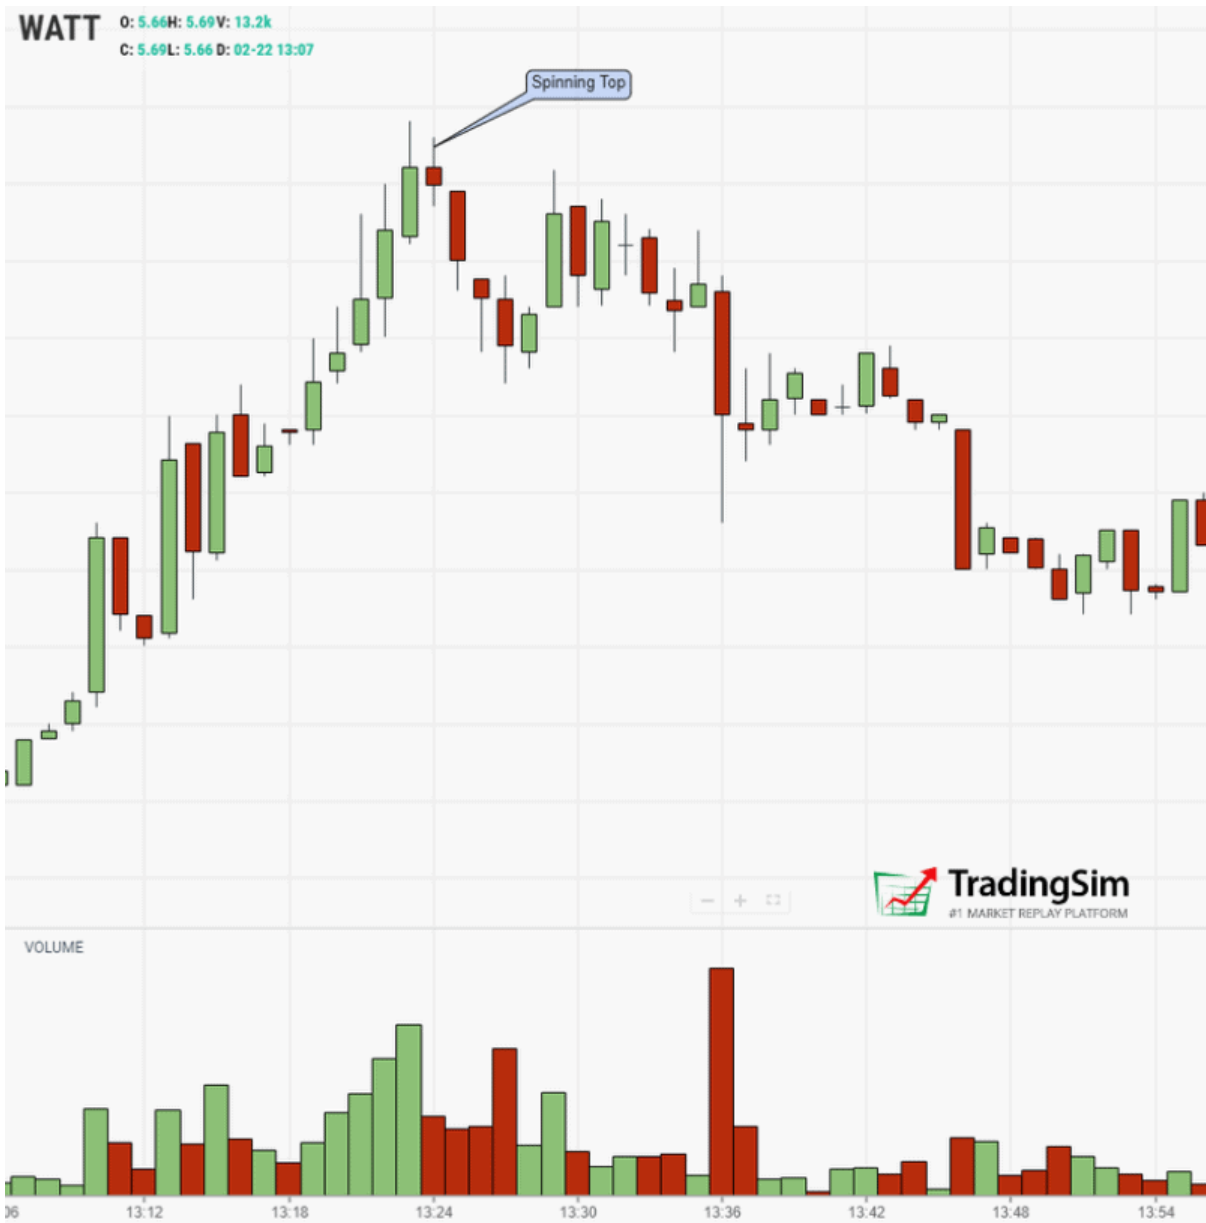 WATT
O: 5.66H: 5.69V: 13.2k
C: 5.69L: 5.66 D: 02-22 13:07
Spinning Top
TradingSim
#1 MARKET REPLAY PLATFORM
VOLUME
06 13:12 13:18 13:24 13:30 13:36 13:42 13:48 13:54